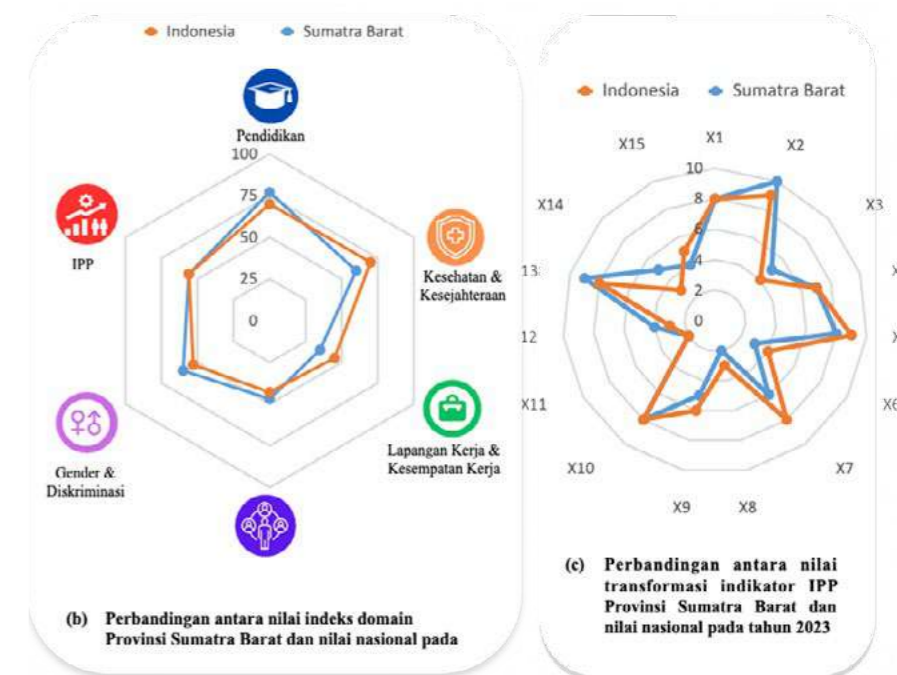 Indonesia
Sumatra Barat
Pendidikan
100
75
50
25
0
IPP
Kesehatan &
Kesejahteraan
Lapangan Kerja &
Kesempatan Kerja
Gender &
Diskriminasi
(b) Perbandingan antara nilai indeks domain
Provinsi Sumatra Barat dan nilai nasional pada
Indonesia
Sumatra Barat
X1
X15
X2
10
X14
X3
8
6
13
4
2
0
12
X11
X6
X10
X7
X9
X8
(c) Perbandingan antara nilai
transformasi indikator IPP
Provinsi Sumatra Barat dan
nilai nasional pada tahun 2023